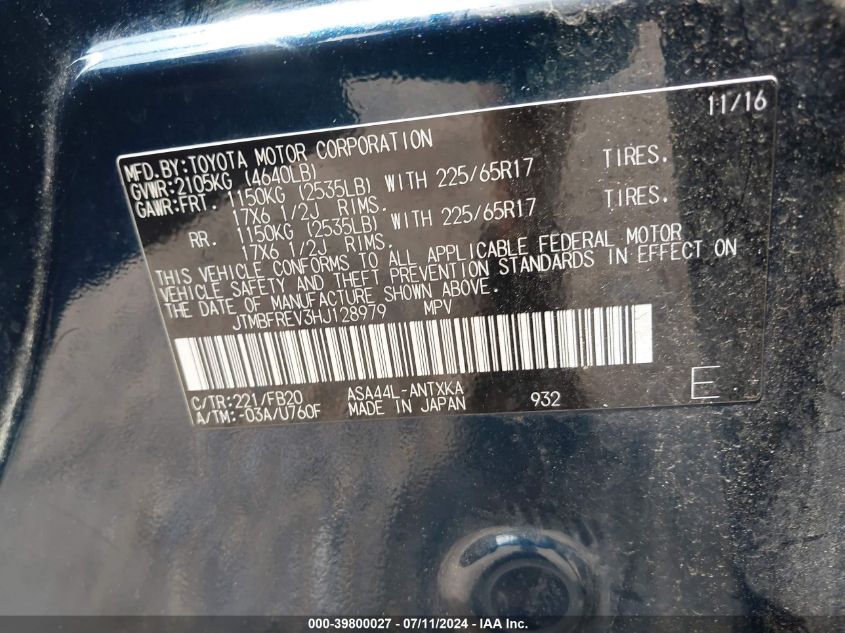 11/16
MFD.BY:TOYOTA MOTOR CORPORATION
GVWR:2105KG (4640LB)
GAWR:FRT. 1150KG (2535LB) WITH 225/65R17 TIRES.
17X6 1/2J RIMS.
RR. 1150KG (2535LB) WITH 225/65R17 TIRES.
17X6 1/2J RIMS.
THIS VEHICLE CONFORMS TO ALL APPLICABLE FEDERAL MOTOR
VEHICLE SAFETY AND THEFT PREVENTION STANDARDS IN EFFECT ON
THE DATE OF MANUFACTURE SHOWN ABOVE.
JTMBFREV3HJ128979 MPV
C/TR:221/FB20 ASA44L-ANTXKA
A/TM:-03A/U760F MADE IN JAPAN 932 E
000-39800027 - 07/11/2024 - IAA Inc.